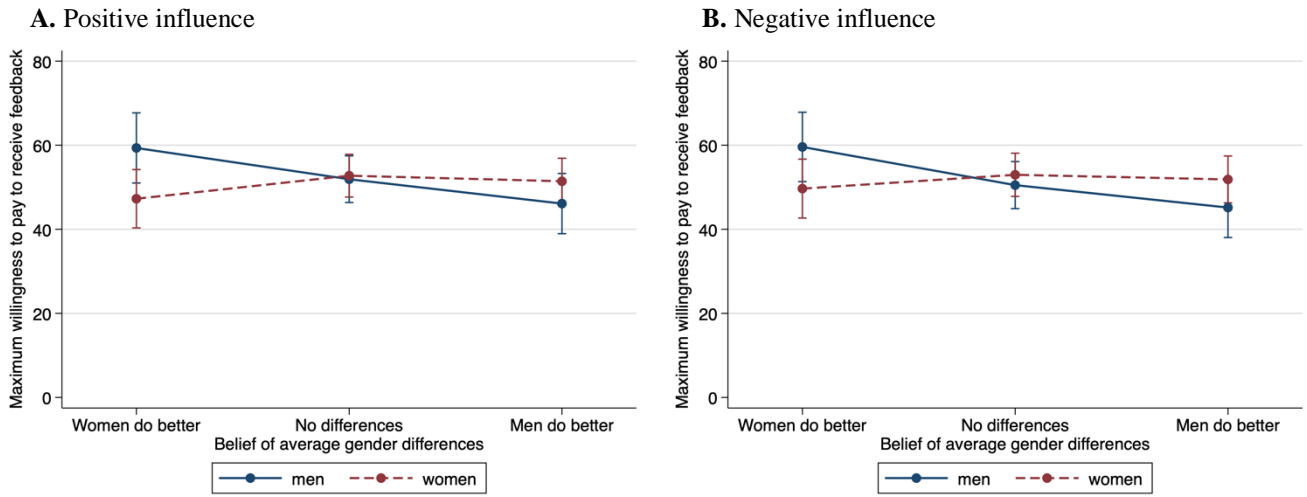 A. Positive influence
Maximum willingness to pay to receive feedback
80
60
40
20
0
Women do better
No differences
Men do better
Belief of average gender differences
men
women
B. Negative influence
Maximum willingness to pay to receive feedback
80
60
40
20
0
Women do better
No differences
Men do better
Belief of average gender differences
men
women